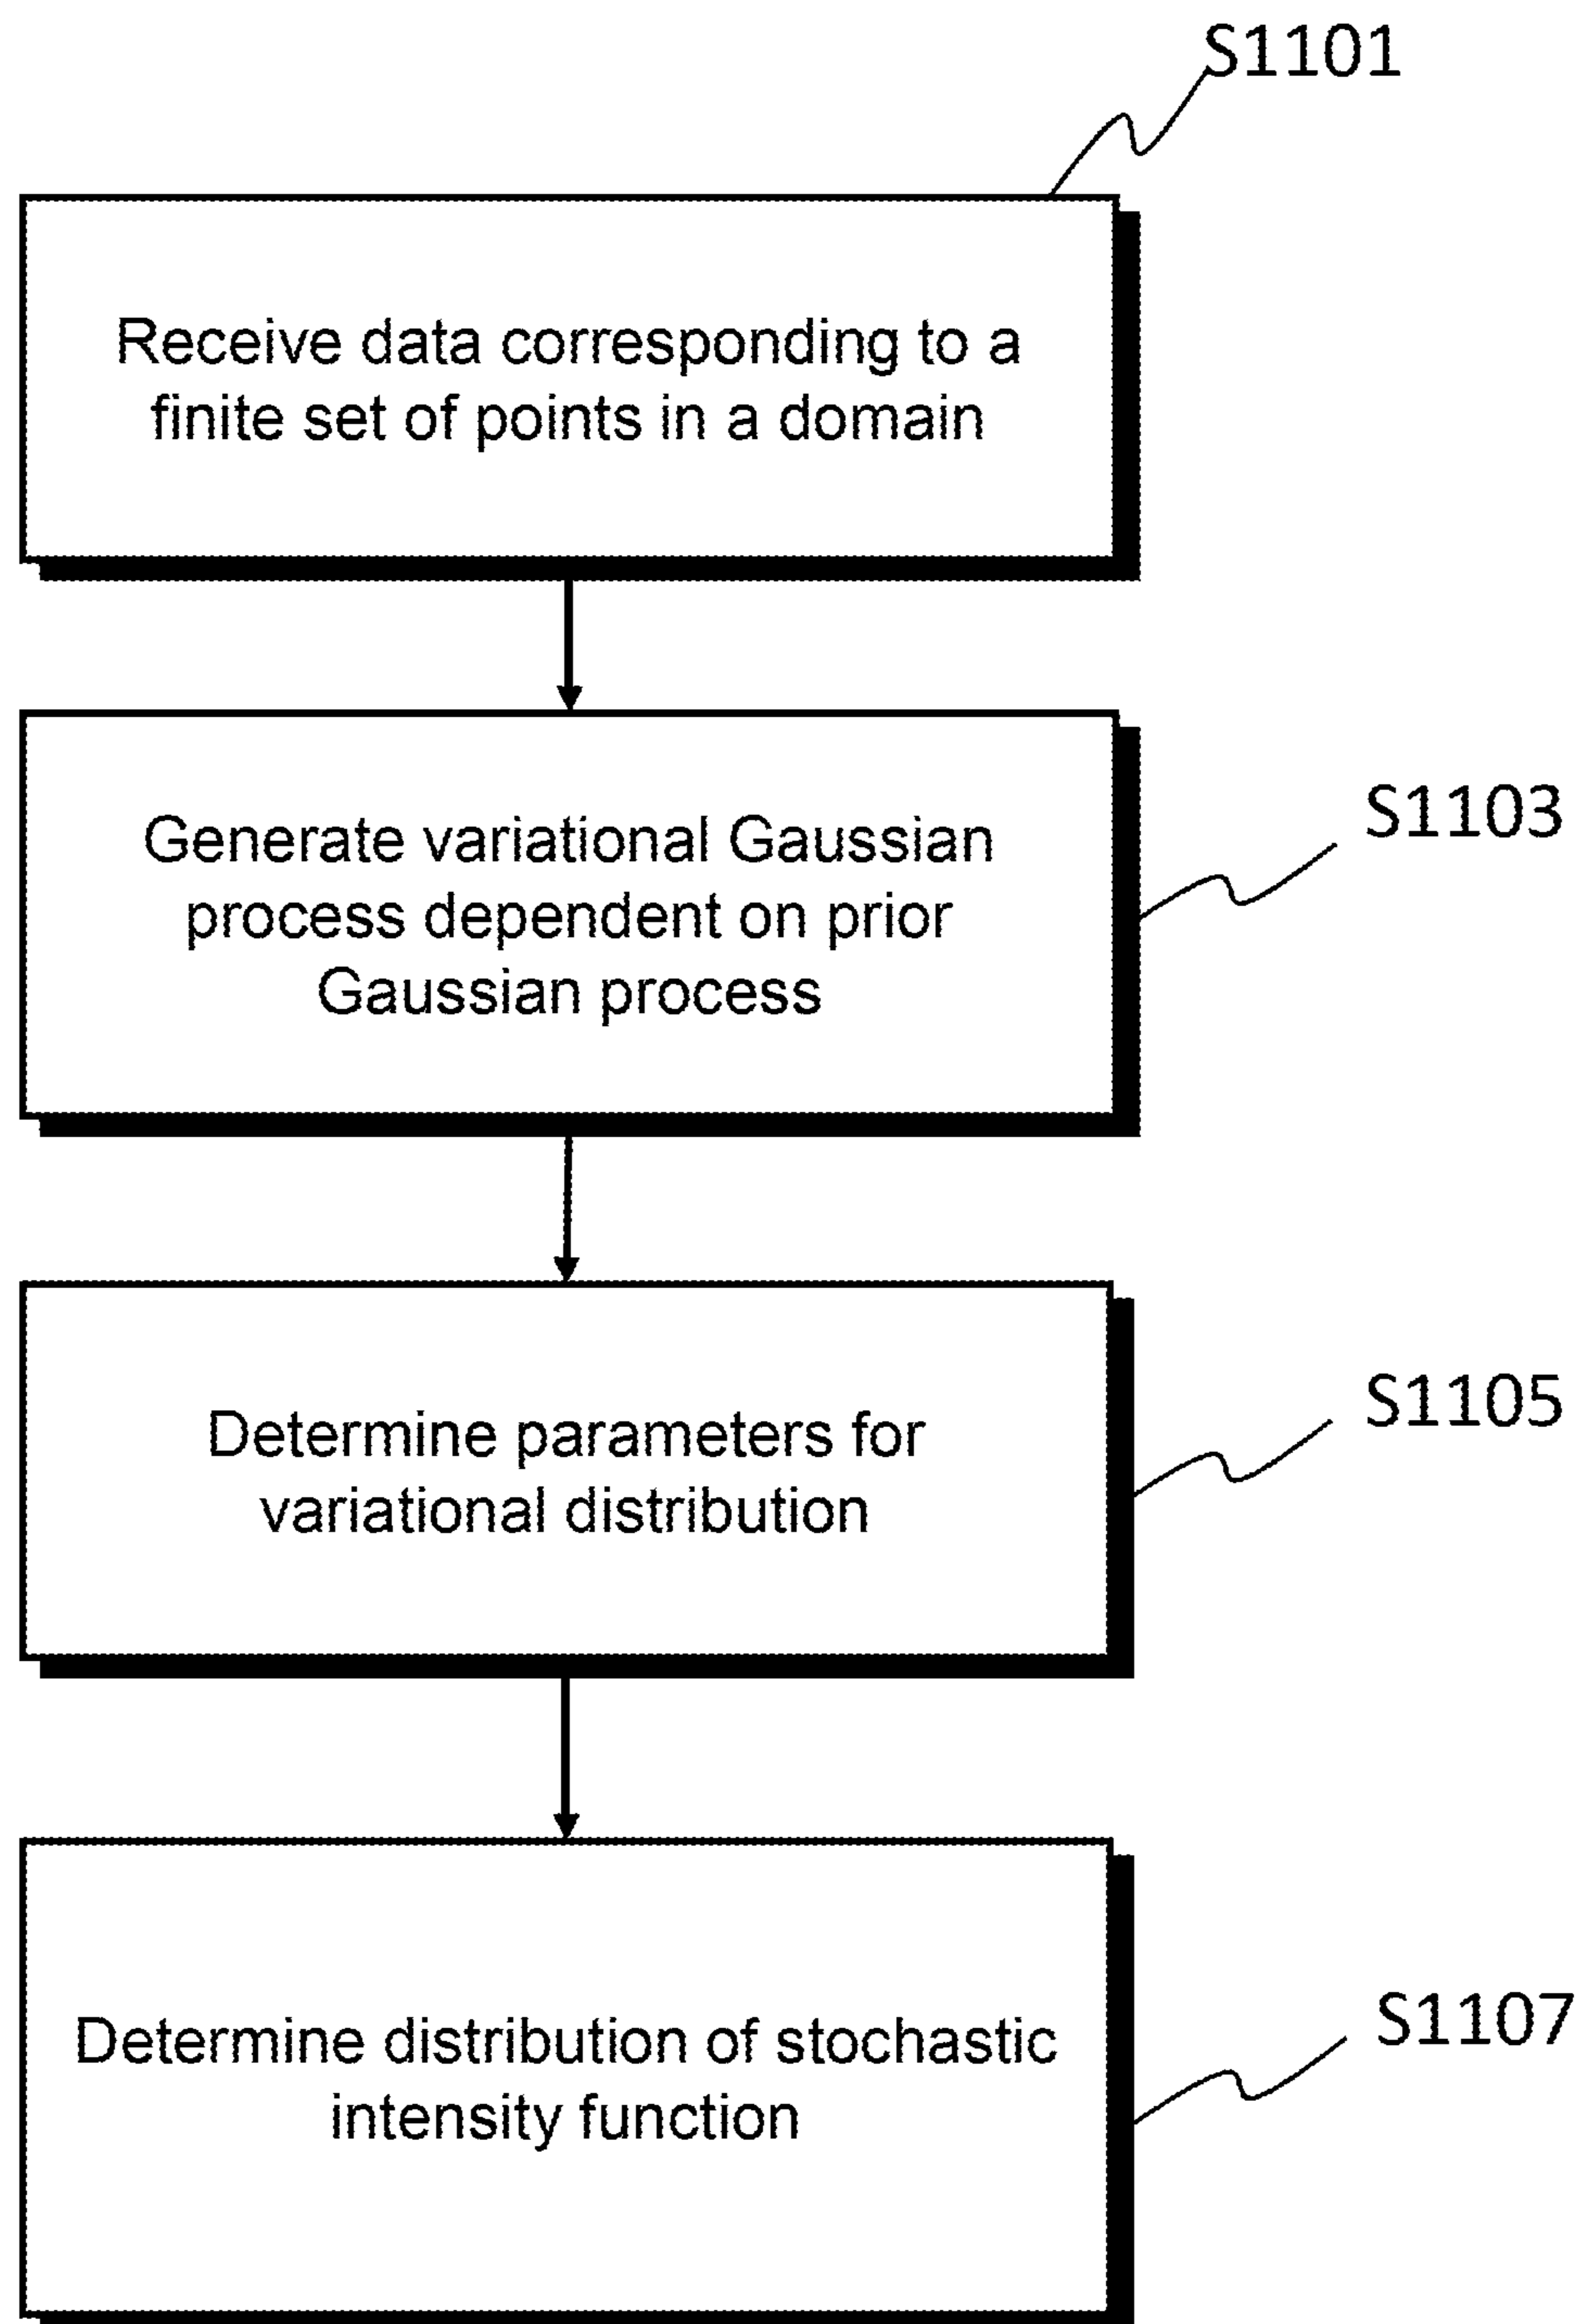 S1101
Receive data corresponding to a
finite set of points in a domain
Generate variational Gaussian
process dependent on prior
Gaussian process
S1103
Determine parameters for
variational distribution
S1105
Determine distribution of stochastic
intensity function
S1107